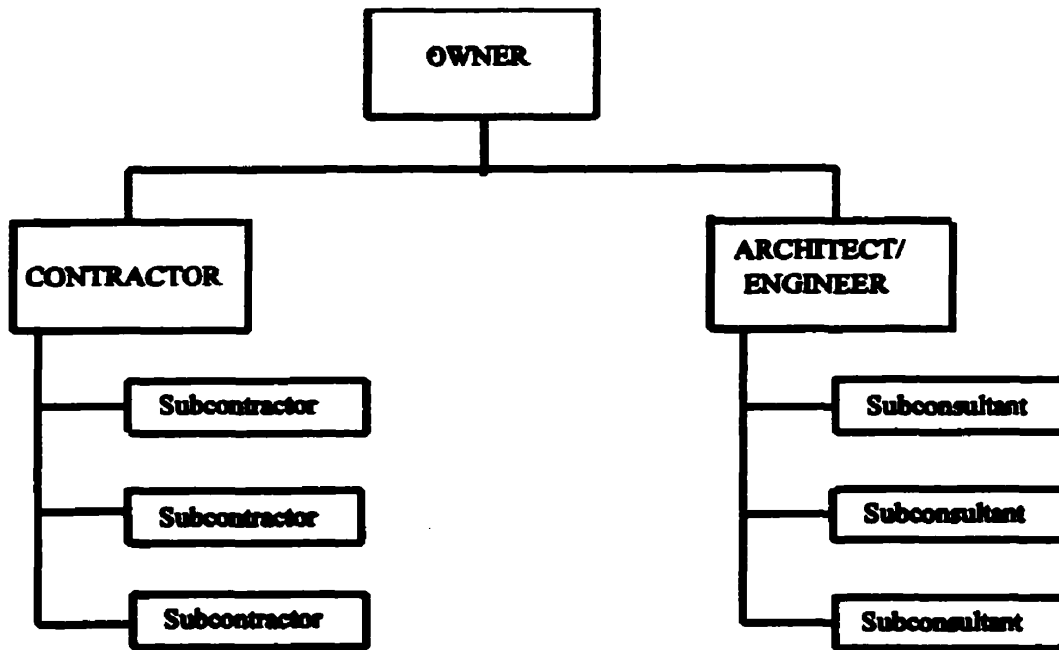 OWNER
CONTRACTOR
ARCHITECT/
ENGINEER
Subcontractor
Subconsultant
Subcontractor
Subconsultant
Subcontractor
Subconsultant